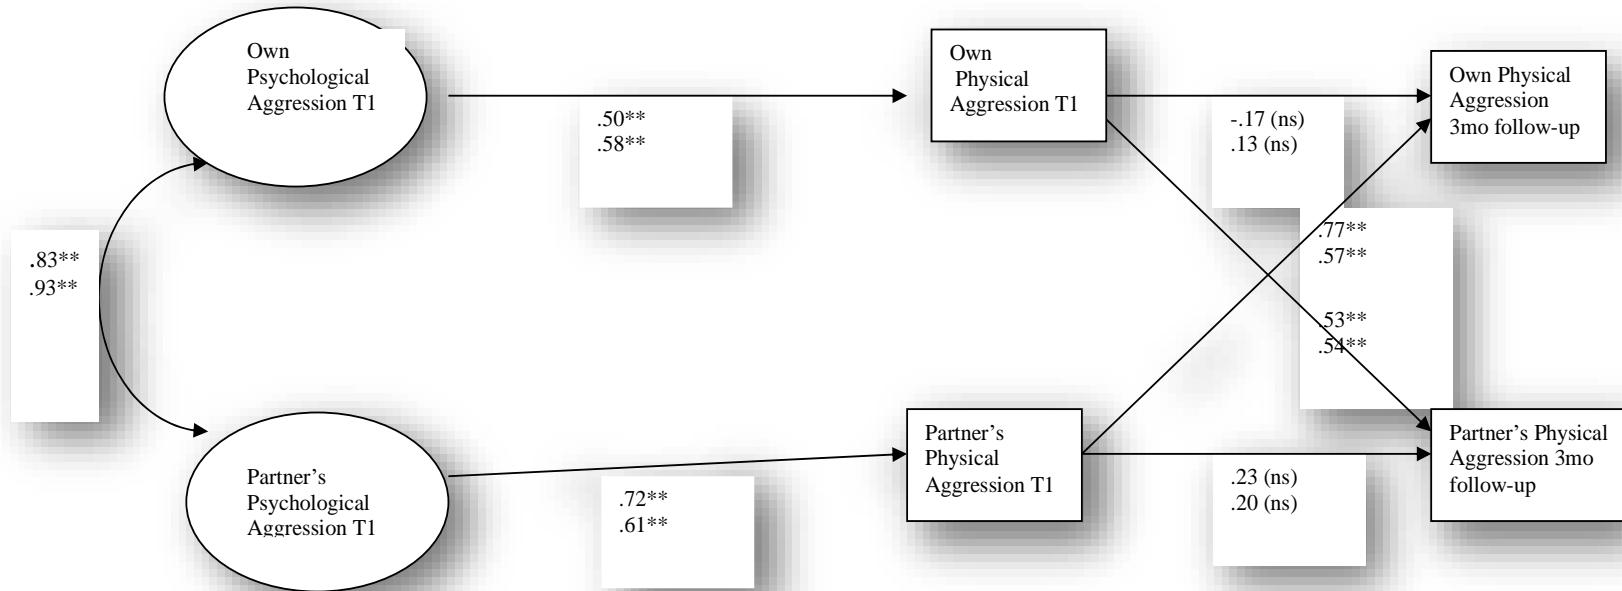 Own
Psychological
Aggression T1
.50**
.58**
Own
Physical
Aggression T1
-.17 (ns)
.13 (ns)
Own Physical
Aggression
3mo follow-up
.83**
.93**
.77**
.57**
.53**
.54**
Partner’s
Psychological
Aggression T1
.72**
.61**
Partner’s
Physical
Aggression T1
.23 (ns)
.20 (ns)
Partner’s Physical
Aggression 3mo
follow-up